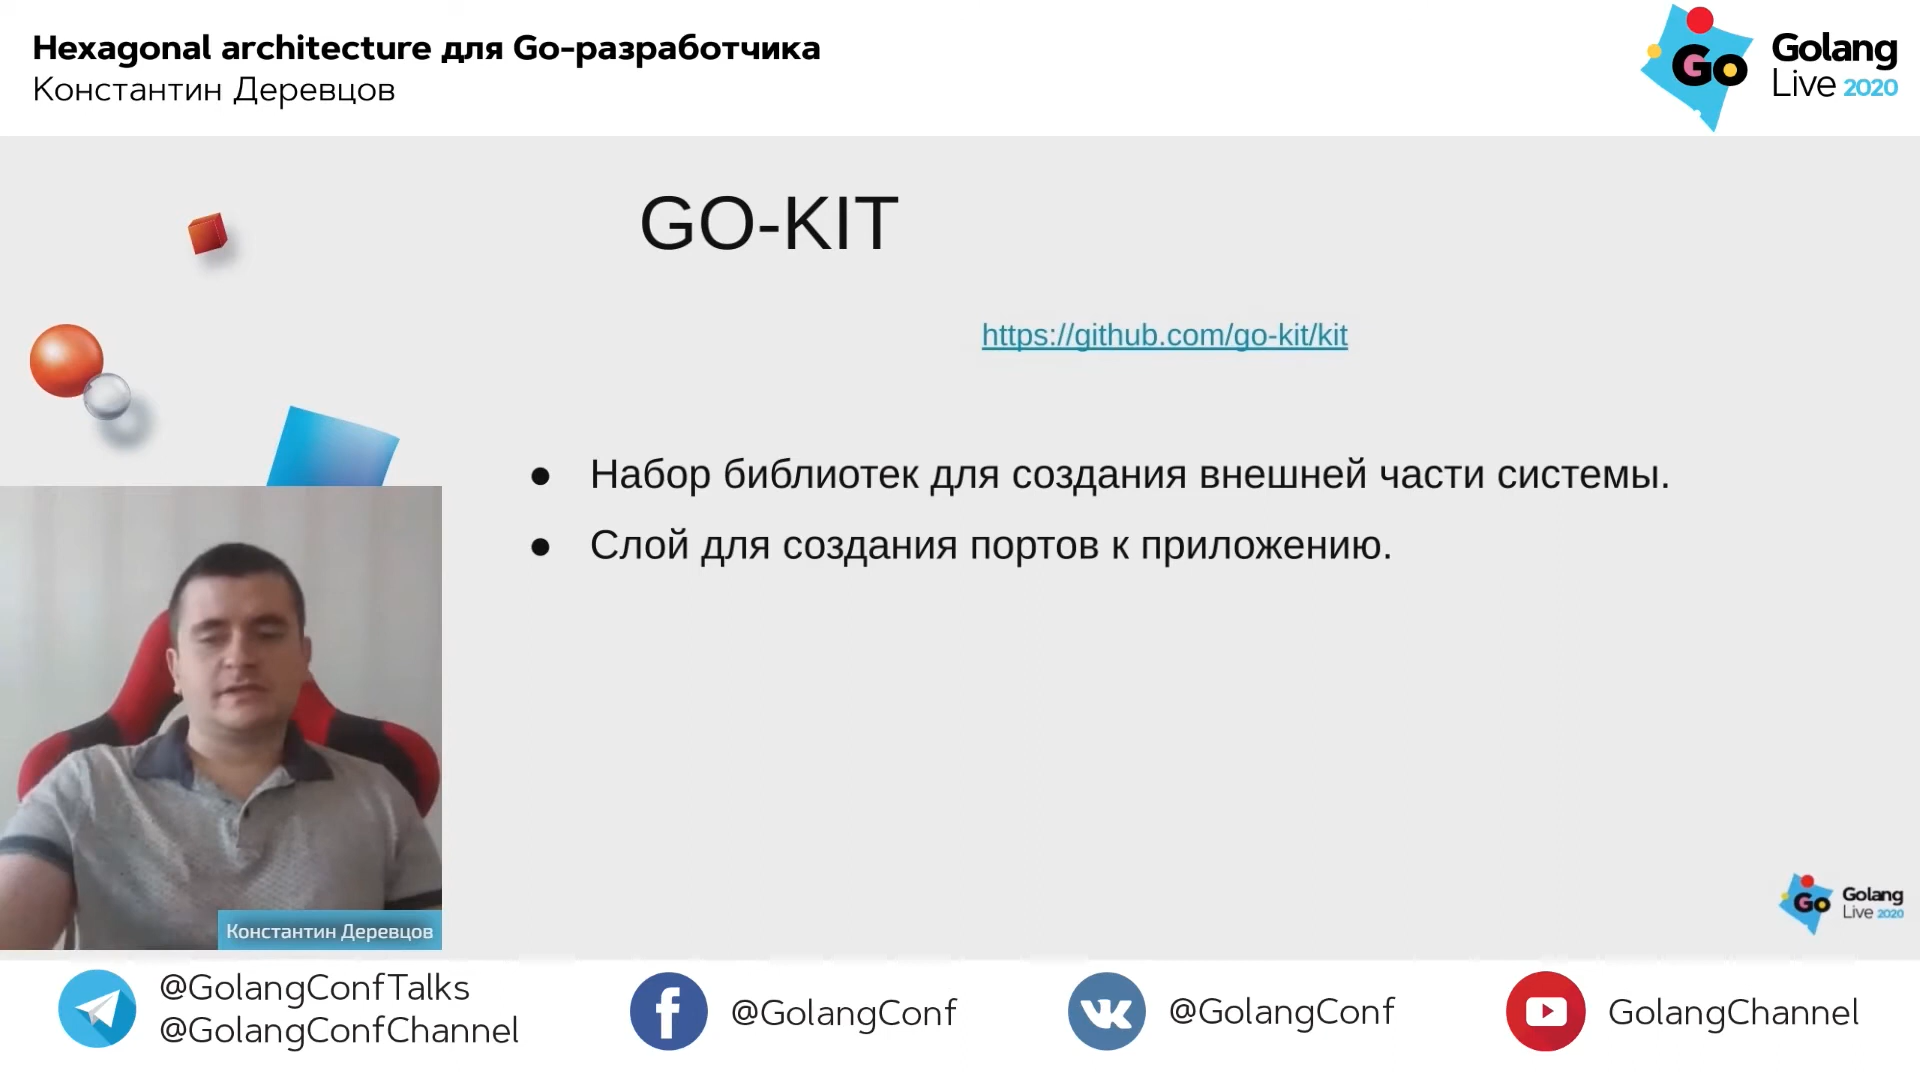 Hexagonal architecture для Go-разработчика
Константин Деревцов
Go
Golang
Live 2020
GO-KIT
https://github.com/go-kit/kit
● Набор библиотек для создания внешней части системы.
● Слой для создания портов к приложению.
Константин Деревцов
Go
Golang
Live 2020
@GolangConfTalks
@GolangConfChannel
@GolangConf
@GolangConf
GolangChannel